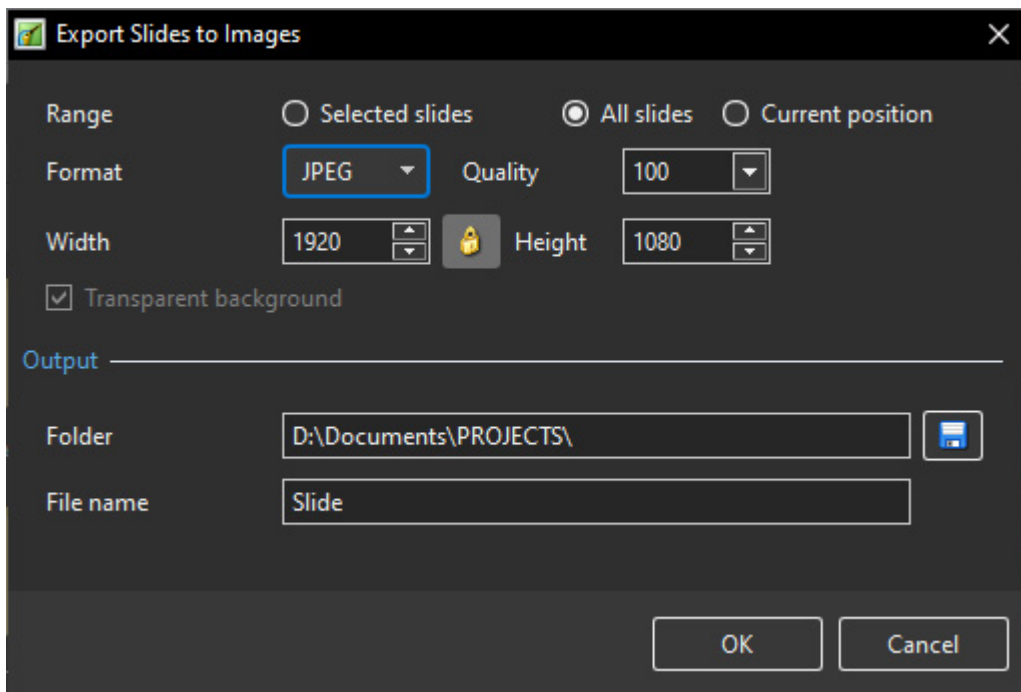 Export Slides to Images
Range Selected slides All slides Current position
Format JPEG Quality 100
Width 1920 Height 1080
Transparent background
Output
Folder D:\Documents\PROJECTS\
File name Slide
OK Cancel